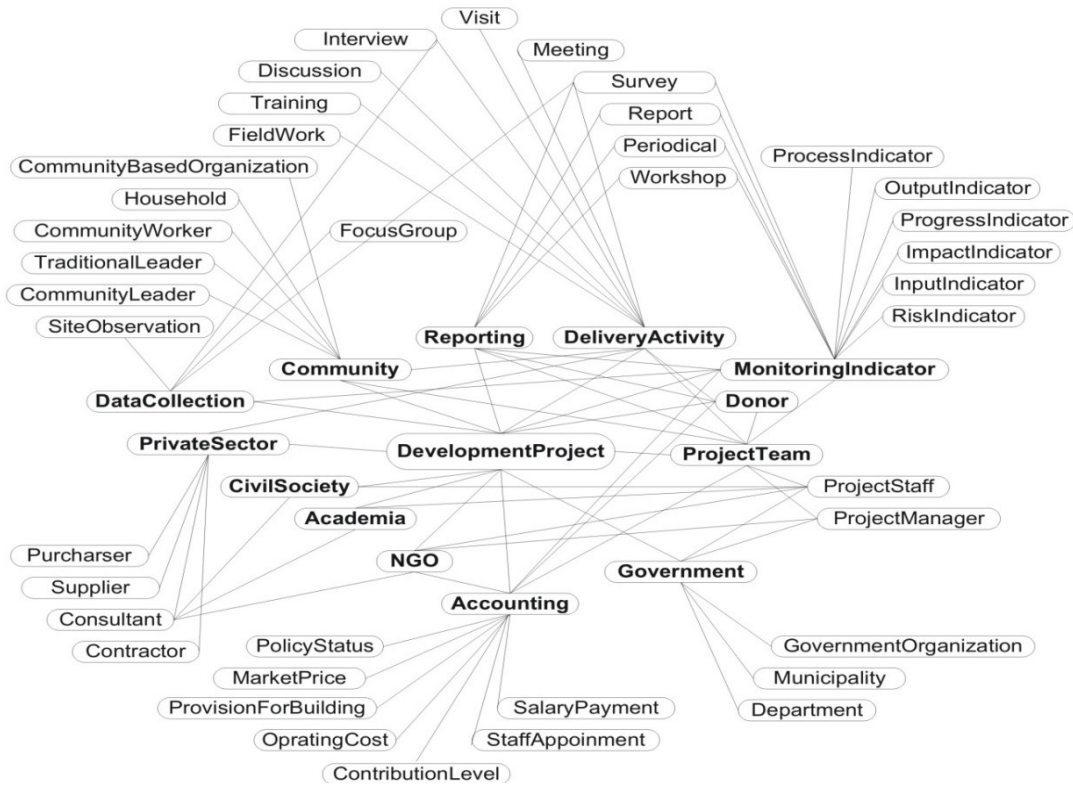 Visit
Interview
Meeting
Discussion
Survey
Training
Report
FieldWork
Periodical
ProcessIndicator
CommunityBasedOrganization
Workshop
OutputIndicator
Household
ProgressIndicator
CommunityWorker
FocusGroup
ImpactIndicator
TraditionalLeader
InputIndicator
CommunityLeader
RiskIndicator
SiteObservation
Reporting
DeliveryActivity
Community
MonitoringIndicator
DataCollection
Donor
PrivateSector
DevelopmentProject
ProjectTeam
CivilSociety
ProjectStaff
Academia
ProjectManager
Purcharser
NGO
Government
Supplier
Accounting
Consultant
PolicyStatus
GovernmentOrganization
Contractor
MarketPrice
Municipality
ProvisionForBuilding
SalaryPayment
Department
OpratingCost
StaffAppoinment
ContributionLevel